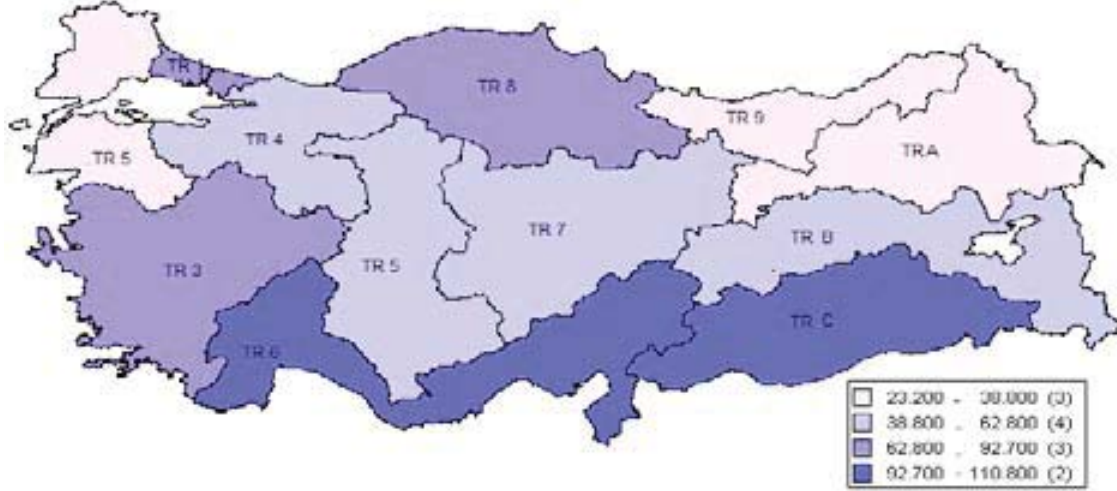 TR 1
TR 8
TR 9
TR 4
TR 5
TRA
TR 7
TR B
TR 3
TR 5
TR C
TR 6
23.200 - 38.800 (3)
38.800 - 62.800 (4)
62.800 - 92.700 (3)
92.700 - 110.800 (2)